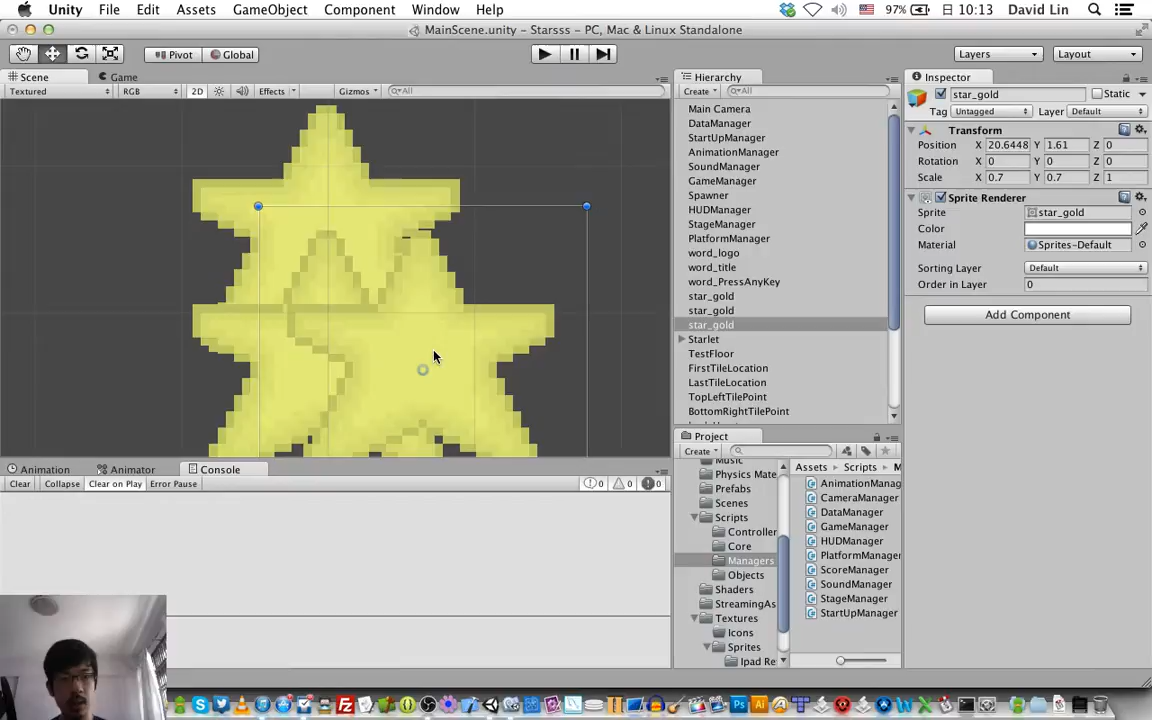 Unity File Edit Assets GameObject Component Window Help 97% 10:13 David Lin
MainScene.unity - Starsss - PC, Mac & Linux Standalone
Pivot Global Layers Layout
Scene Game
Textured RGB 2D Effects Gizmos All
Hierarchy
Create All
Main Camera
DataManager
StartUpManager
AnimationManager
SoundManager
GameManager
Spawner
HUDManager
StageManager
PlatformManager
word_logo
word_title
word_PressAnyKey
star_gold
star_gold
star_gold
Starlet
TestFloor
FirstTileLocation
LastTileLocation
TopLeftTilePoint
BottomRightTilePoint
Inspector
star_gold Static
Tag Untagged Layer Default
Transform
Position X 20.6448 Y 1.61 Z 0
Rotation X 0 Y 0 Z 0
Scale X 0.7 Y 0.7 Z 1
Sprite Renderer
Sprite star_gold
Color
Material Sprites-Default
Sorting Layer Default
Order in Layer 0
Add Component
Animation Animator Console
Clear Collapse Clear on Play Error Pause 0 0 0
Project
Create
Music
Physics Mate
Prefabs
Scenes
Scripts
Controller
Core
Managers
Objects
Shaders
StreamingAs
Textures
Icons
Sprites
Ipad Re
Assets Scripts M
AnimationManag
CameraManager
DataManager
GameManager
HUDManager
PlatformManager
ScoreManager
SoundManager
StageManager
StartUpManager